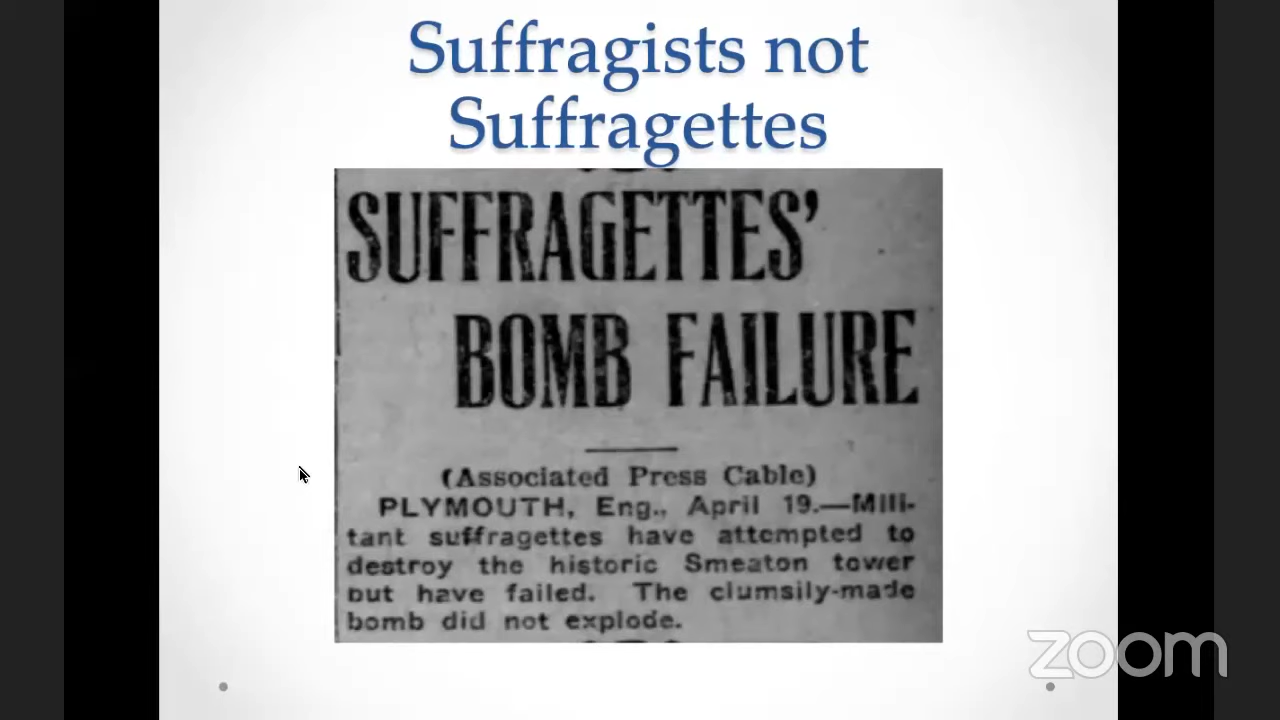 Suffragists not
Suffragettes
SUFFRAGETTES'
BOMB FAILURE
(Associated Press Cable)
PLYMOUTH, Eng., April 19.—Mili-
tant suffragettes have attempted to
destroy the historic Smeaton tower
but have failed. The clumsily-made
bomb did not explode.
zoom